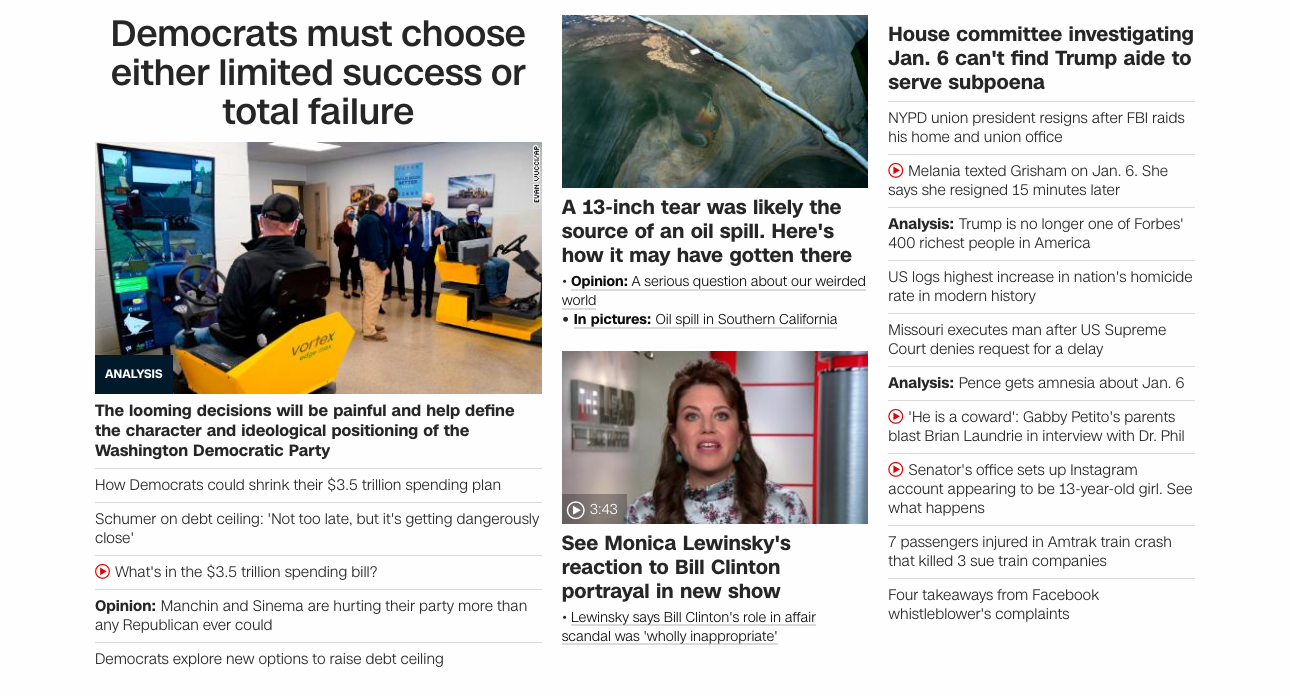 Democrats must choose
either limited success or
total failure
EVAN VUCCI/AP
vortex
edge max
ANALYSIS
The looming decisions will be painful and help define
the character and ideological positioning of the
Washington Democratic Party
How Democrats could shrink their $3.5 trillion spending plan
Schumer on debt ceiling: 'Not too late, but it's getting dangerously
close'
What's in the $3.5 trillion spending bill?
Opinion: Manchin and Sinema are hurting their party more than
any Republican ever could
Democrats explore new options to raise debt ceiling
A 13-inch tear was likely the
source of an oil spill. Here's
how it may have gotten there
• Opinion: A serious question about our weirded
world
• In pictures: Oil spill in Southern California
LEAD
3:43
See Monica Lewinsky's
reaction to Bill Clinton
portrayal in new show
• Lewinsky says Bill Clinton's role in affair
scandal was 'wholly inappropriate'
House committee investigating
Jan. 6 can't find Trump aide to
serve subpoena
NYPD union president resigns after FBI raids
his home and union office
Melania texted Grisham on Jan. 6. She
says she resigned 15 minutes later
Analysis: Trump is no longer one of Forbes'
400 richest people in America
US logs highest increase in nation's homicide
rate in modern history
Missouri executes man after US Supreme
Court denies request for a delay
Analysis: Pence gets amnesia about Jan. 6
'He is a coward': Gabby Petito's parents
blast Brian Laundrie in interview with Dr. Phil
Senator's office sets up Instagram
account appearing to be 13-year-old girl. See
what happens
7 passengers injured in Amtrak train crash
that killed 3 sue train companies
Four takeaways from Facebook
whistleblower's complaints